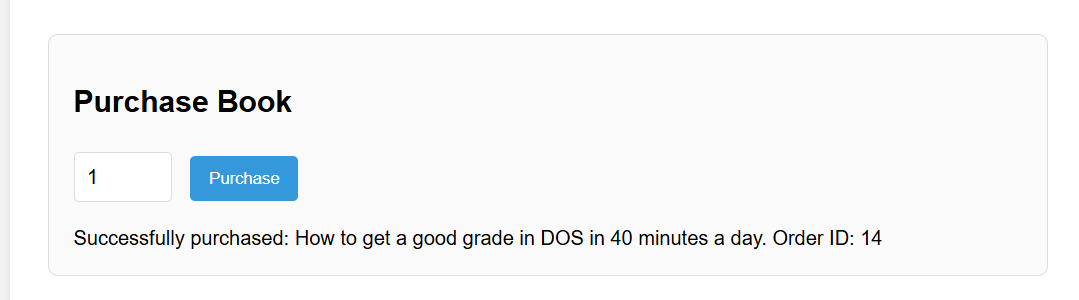 Purchase Book
1
Purchase
Successfully purchased: How to get a good grade in DOS in 40 minutes a day. Order ID: 14